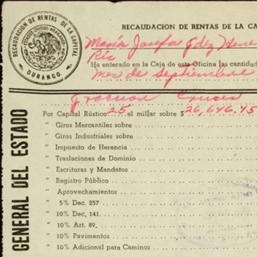 RECAUDACION DE RENTAS DE LA CA
RECAUDACION DE RENTAS DE LA CAPITAL
DURANGO.
María Josefa
Ha enterado en la Caja de esta Oficina las cantidad
mes de septiembre
GENERAL DEL ESTADO
Por Capital Rústico 25 al millar sobre $ 26,646.45
" Giros Mercantiles sobre
" Giros Industriales sobre
" Impuesto de Herencia
" Traslaciones de Dominio
" Escrituras y Mandatos
" Registro Público
" Aprovechamientos
" 5% Dec. 257
" 10% Dec, 141.
" 10% Art. 89,
" 10% Pavimentos
" 10% Adicional para Caminos